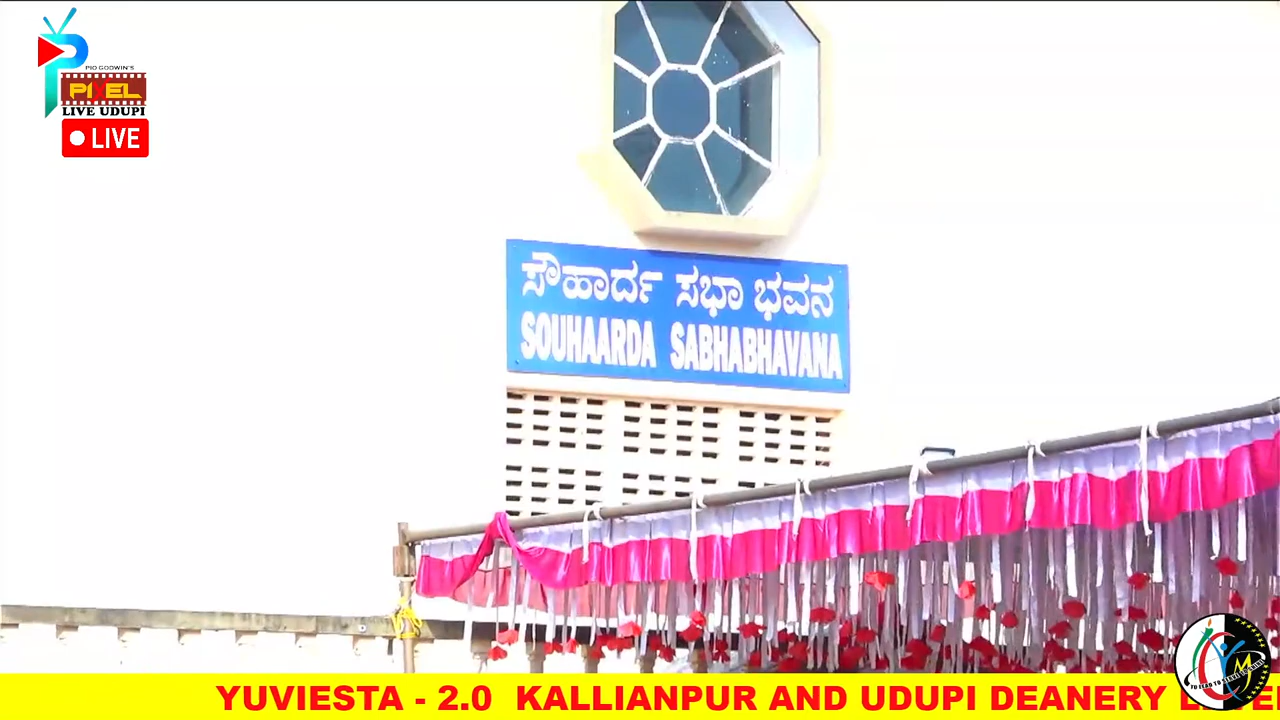 PIO GODWIN'S
PIXEL
LIVE UDUPI
LIVE
ಸೌಹಾರ್ದ ಸಭಾ ಭವನ
SOUHAARDA SABHABHAVANA
YUVIESTA - 2.0 KALLIANPUR AND UDUPI DEANERY